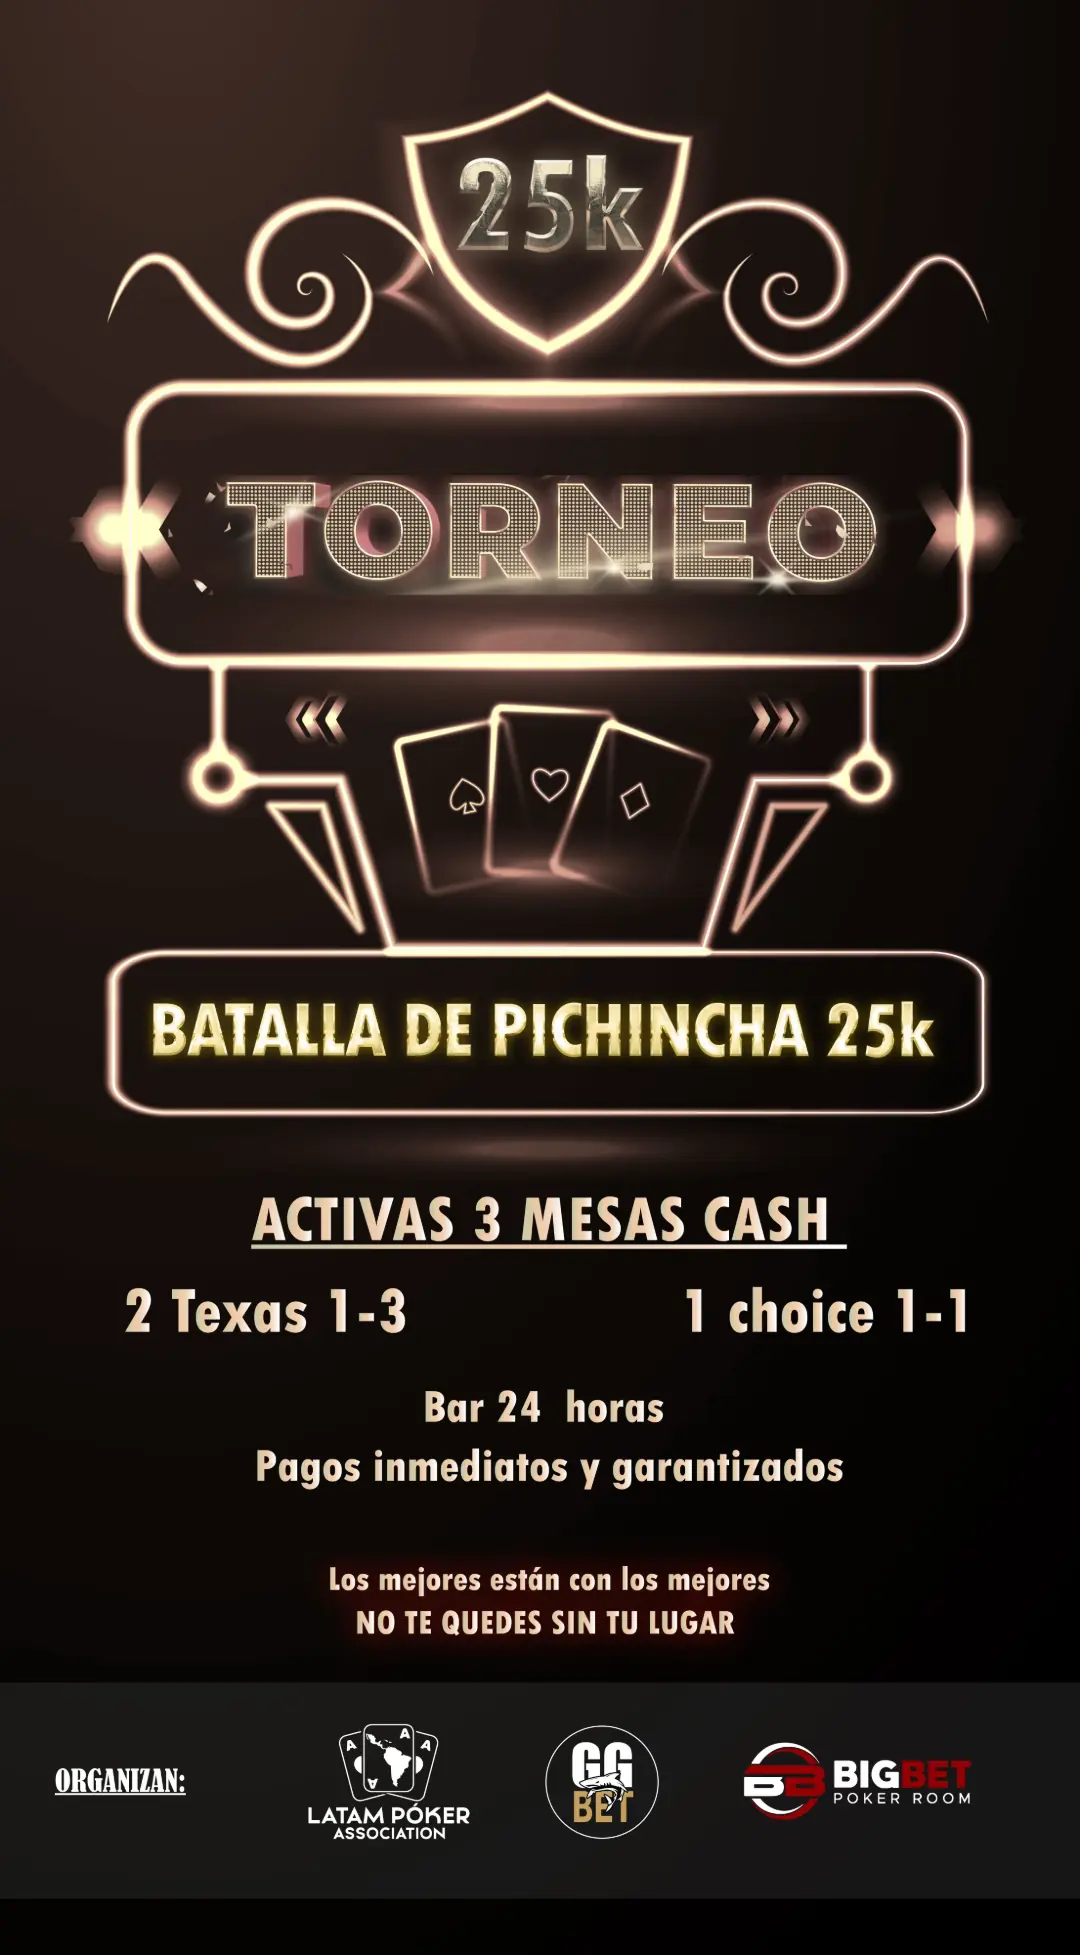 25k
TORNEO
BATALLA DE PICHINCHA 25k
ACTIVAS 3 MESAS CASH
2 Texas 1-3
1 choice 1-1
Bar 24 horas
Pagos inmediatos y garantizados
Los mejores están con los mejores
NO TE QUEDES SIN TU LUGAR
ORGANIZAN:
A A A A
LATAM PÓKER
ASSOCIATION
GG
BET
BB
BIGBET
POKER ROOM